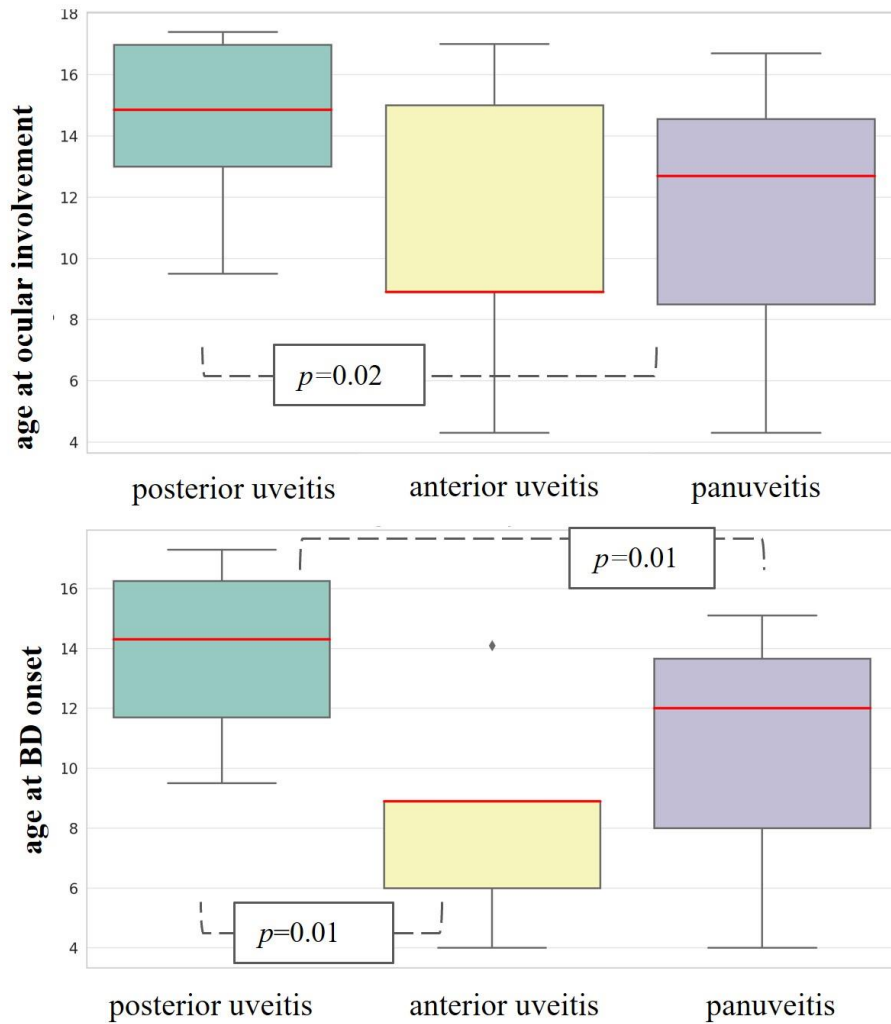 18
16
14
12
10
8
6
4
age at ocular involvement
p=0.02
posterior uveitis
anterior uveitis
panuveitis
16
14
12
10
8
6
4
age at BD onset
p=0.01
p=0.01
posterior uveitis
anterior uveitis
panuveitis